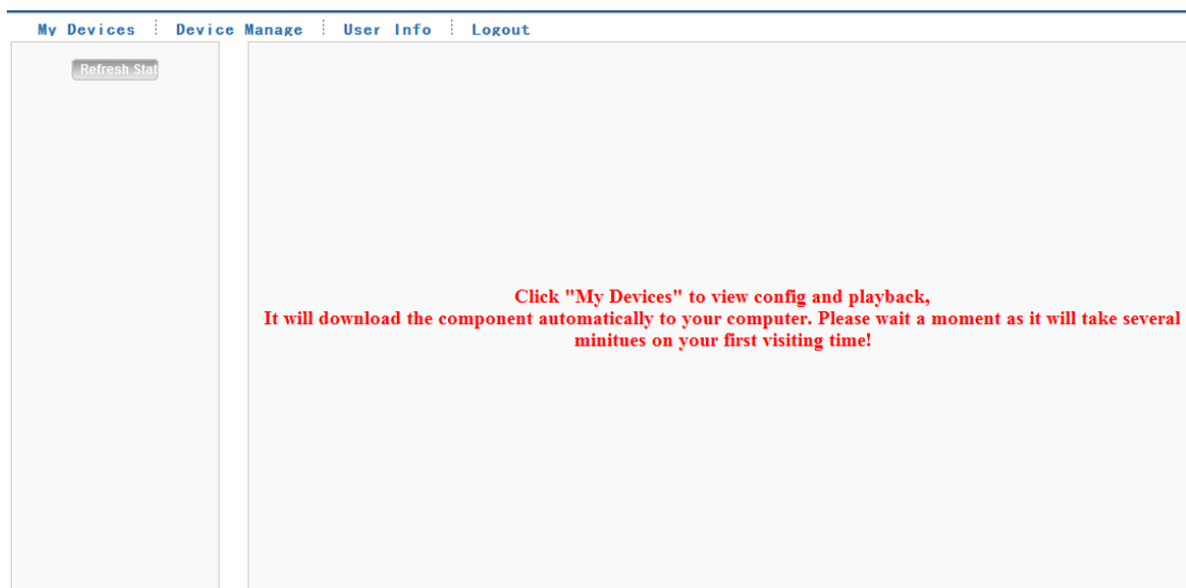 My Devices Device Manage User Info Logout
Refresh Stat
Click "My Devices" to view config and playback,
It will download the component automatically to your computer. Please wait a moment as it will take several
minitues on your first visiting time!